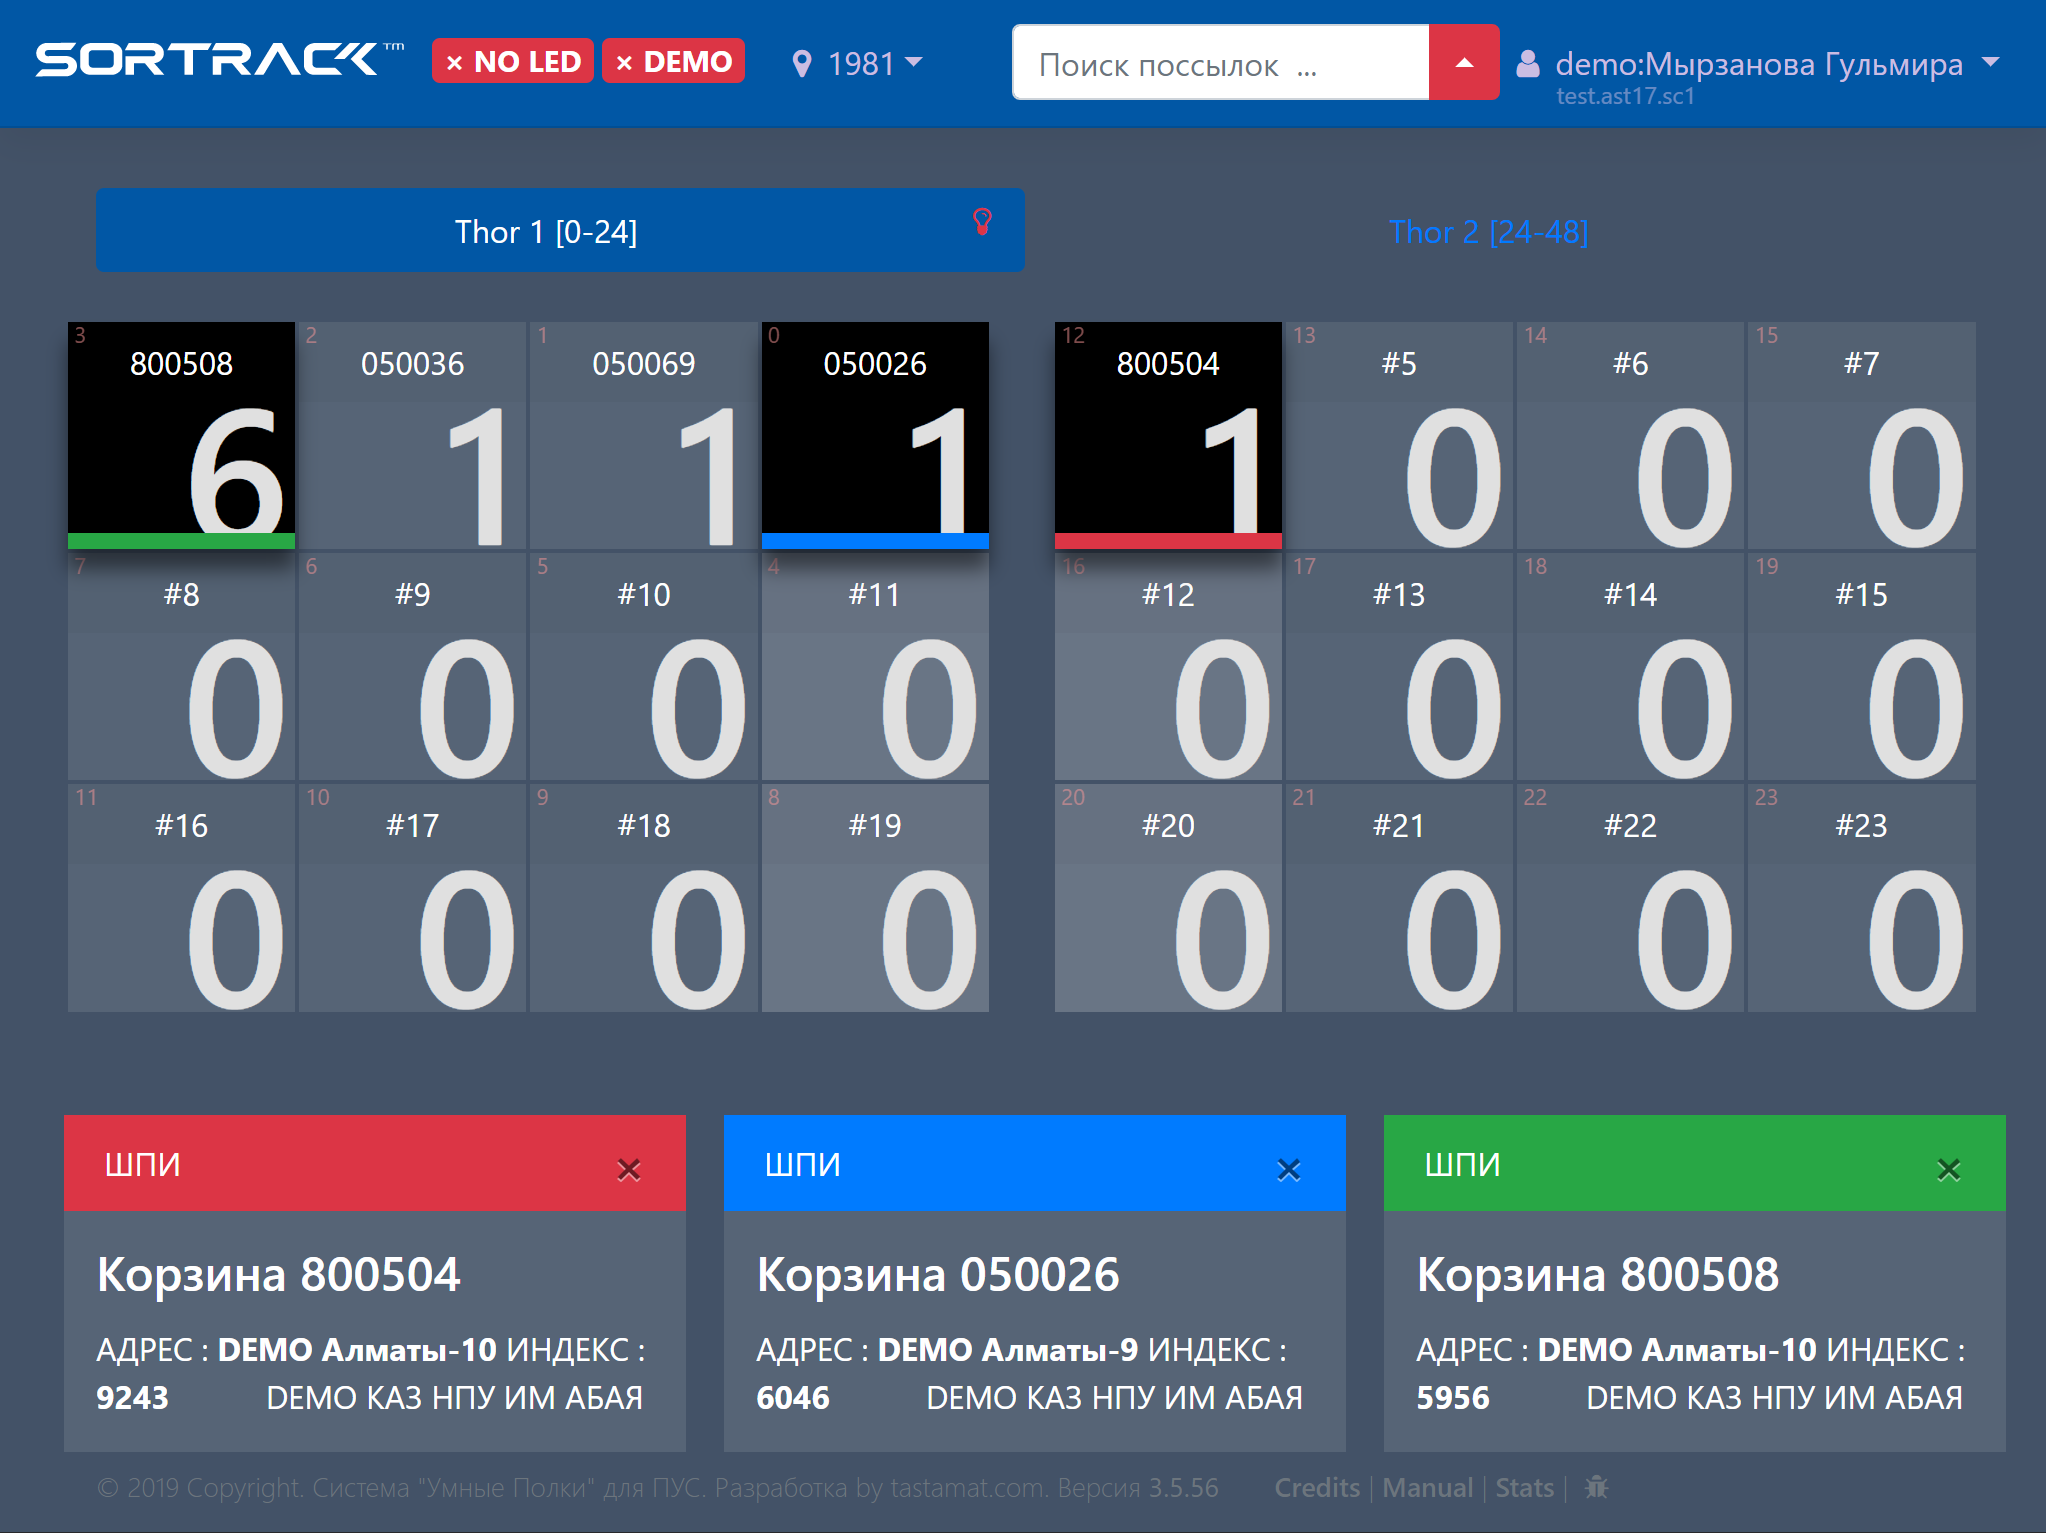 SORTRACK™ × NO LED × DEMO 1981 Поиск поссылок ... demo:Мырзанова Гульмира
test.ast17.sc1
Thor 1 [0-24] Thor 2 [24-48]
3 2 1 0 12 13 14 15
800508 050036 050069 050026 800504 #5 #6 #7
6 1 1 1 1 0 0 0
7 6 5 4 16 17 18 19
#8 #9 #10 #11 #12 #13 #14 #15
0 0 0 0 0 0 0 0
11 10 9 8 20 21 22 23
#16 #17 #18 #19 #20 #21 #22 #23
0 0 0 0 0 0 0 0
ШПИ ×
Корзина 800504
АДРЕС : DEMO Алматы-10 ИНДЕКС :
9243 DEMO КАЗ НПУ ИМ АБАЯ
ШПИ ×
Корзина 050026
АДРЕС : DEMO Алматы-9 ИНДЕКС :
6046 DEMO КАЗ НПУ ИМ АБАЯ
ШПИ ×
Корзина 800508
АДРЕС : DEMO Алматы-10 ИНДЕКС :
5956 DEMO КАЗ НПУ ИМ АБАЯ
© 2019 Copyright. Система "Умные Полки" для ПУС. Разработка by tastamat.com. Версия 3.5.56 Credits | Manual | Stats |